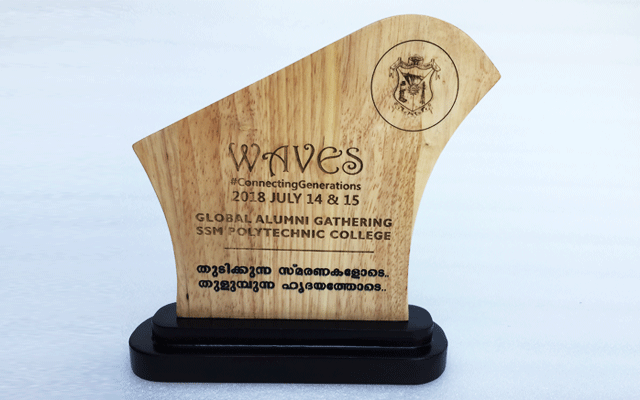 WAVES
#ConnectingGenerations
2018 JULY 14 & 15
GLOBAL ALUMNI GATHERING
SSM POLYTECHNIC COLLEGE
തുടിക്കുന്ന സ്മരണകളോടെ..
തുളുമ്പുന്ന ഹൃദയത്തോടെ..